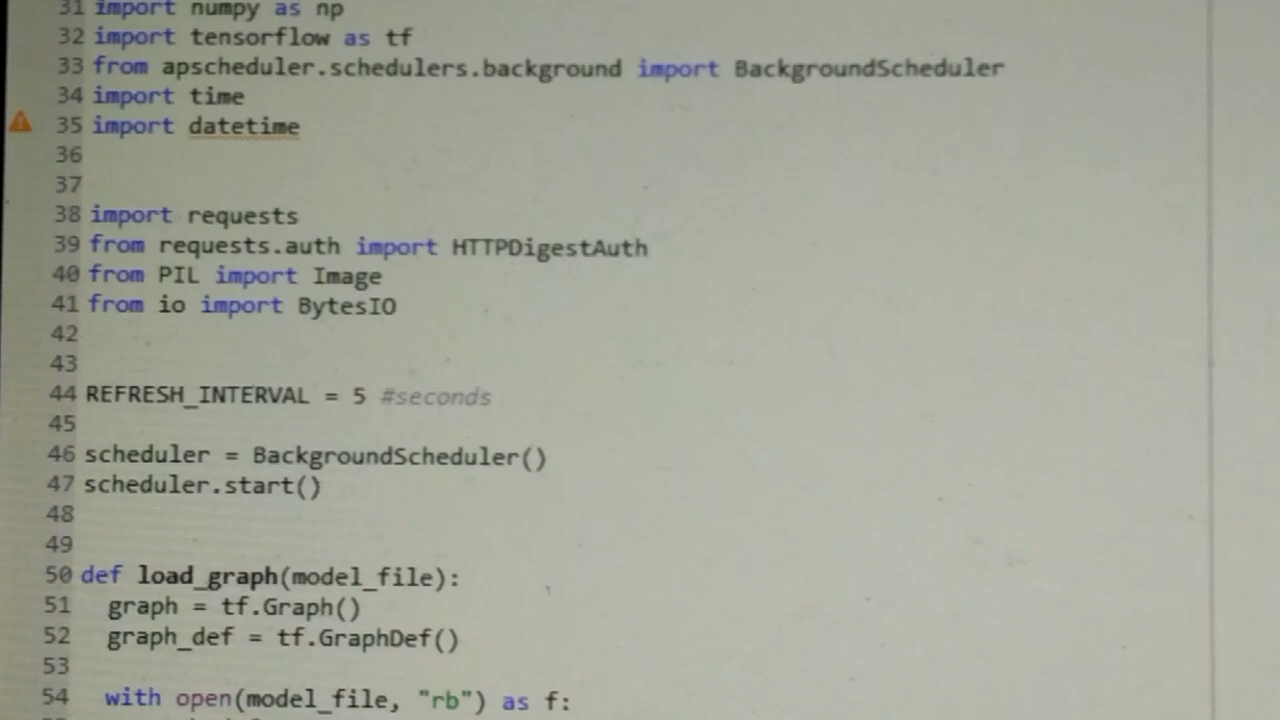 31 import numpy as np
32 import tensorflow as tf
33 from apscheduler.schedulers.background import BackgroundScheduler
34 import time
35 import datetime
36
37
38 import requests
39 from requests.auth import HTTPDigestAuth
40 from PIL import Image
41 from io import BytesIO
42
43
44 REFRESH_INTERVAL = 5 #seconds
45
46 scheduler = BackgroundScheduler()
47 scheduler.start()
48
49
50 def load_graph(model_file):
51   graph = tf.Graph()
52   graph_def = tf.GraphDef()
53
54   with open(model_file, "rb") as f: